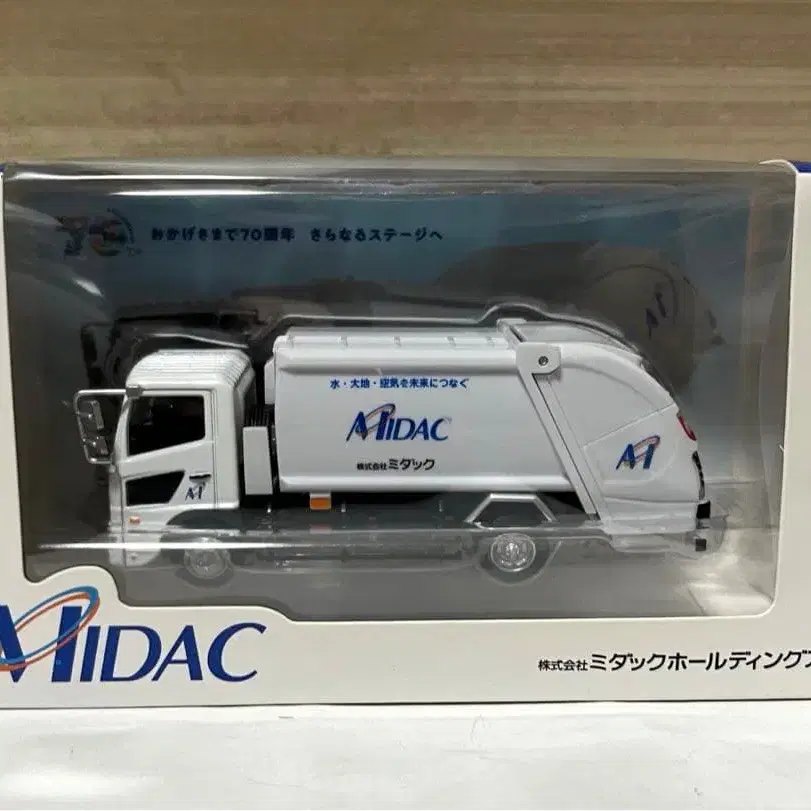 70
おかげさまで70周年 さらなるステージへ
水・大地・空気を未来につなぐ
MIDAC
株式会社ミダック
MIDAC
株式会社ミダックホールディング